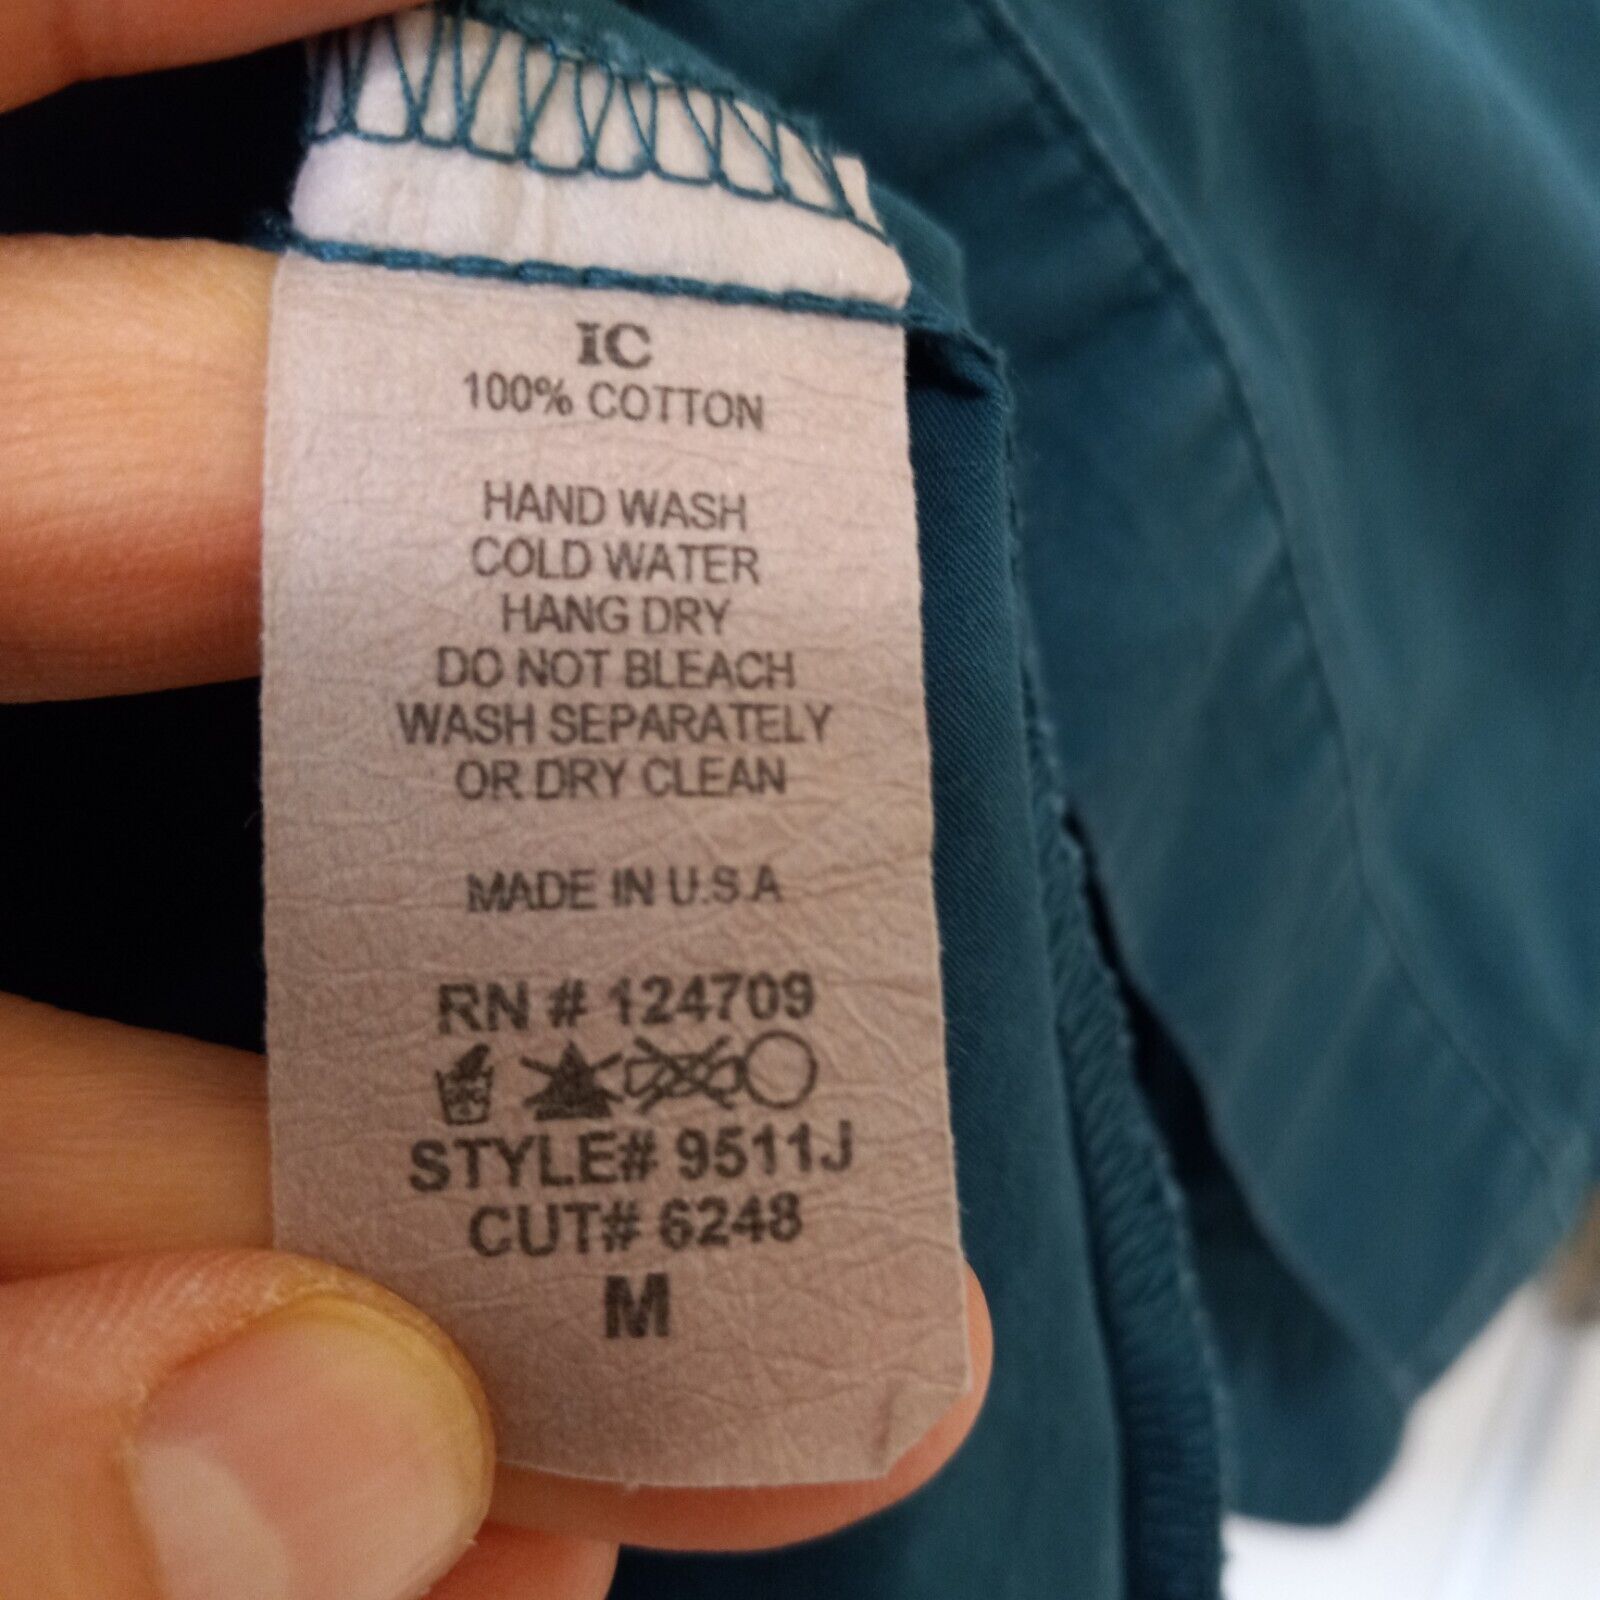 IC
100% COTTON
HAND WASH
COLD WATER
HANG DRY
DO NOT BLEACH
WASH SEPARATELY
OR DRY CLEAN
MADE IN U.S.A
RN # 124709
STYLE# 9511J
CUT# 6248
M